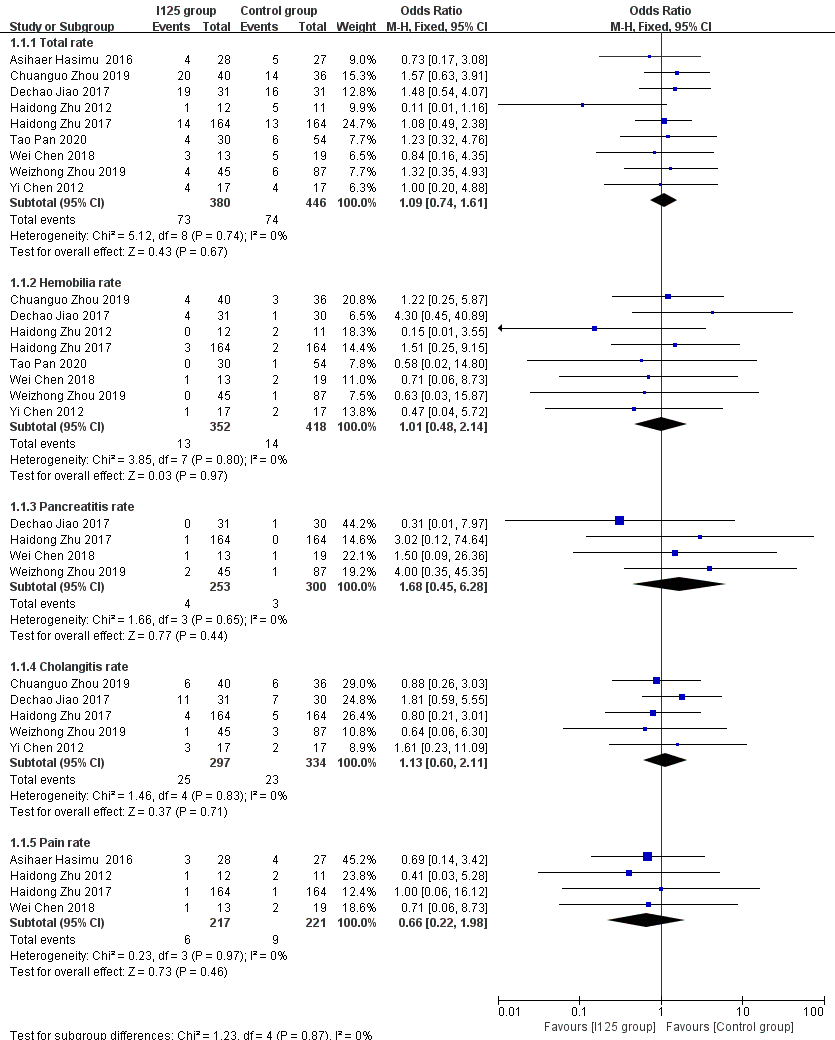 I125 group Control group Odds Ratio Odds Ratio
Study or Subgroup Events Total Events Total Weight M-H, Fixed, 95% CI M-H, Fixed, 95% CI
1.1.1 Total rate
Asihaer Hasimu 2016 4 28 5 27 9.0% 0.73 [0.17, 3.08]
Chuanguo Zhou 2019 20 40 14 36 15.6% 1.57 [0.63, 3.91]
Dechao Jiao 2017 19 31 16 31 12.8% 1.48 [0.54, 4.07]
Haidong Zhu 2012 1 12 5 11 9.9% 0.11 [0.01, 1.16]
Haidong Zhu 2017 14 164 13 164 24.7% 1.08 [0.49, 2.38]
Tao Pan 2020 4 30 6 54 7.7% 1.23 [0.32, 4.76]
Wei Chen 2018 3 13 5 19 6.6% 0.84 [0.16, 4.35]
Weizhong Zhou 2019 4 45 6 87 7.7% 1.32 [0.35, 4.93]
Yi Chen 2012 4 17 4 17 6.3% 1.00 [0.20, 4.88]
Subtotal (95% CI) 380 446 100.0% 1.09 [0.74, 1.61]
Total events 73 74
Heterogeneity: Chi² = 5.12, df = 8 (P = 0.74); I² = 0%
Test for overall effect: Z = 0.43 (P = 0.67)
1.1.2 Hemobilia rate
Chuanguo Zhou 2019 4 40 3 36 20.8% 1.22 [0.25, 5.87]
Dechao Jiao 2017 4 31 1 30 6.5% 4.30 [0.45, 40.89]
Haidong Zhu 2012 0 12 2 11 18.3% 0.15 [0.01, 3.55]
Haidong Zhu 2017 3 164 2 164 14.4% 1.51 [0.25, 9.15]
Tao Pan 2020 0 30 1 54 7.8% 0.58 [0.02, 14.80]
Wei Chen 2018 1 13 2 19 11.0% 0.71 [0.06, 8.73]
Weizhong Zhou 2019 0 45 1 87 7.5% 0.63 [0.03, 15.87]
Yi Chen 2012 1 17 2 17 13.8% 0.47 [0.04, 5.72]
Subtotal (95% CI) 352 418 100.0% 1.01 [0.48, 2.14]
Total events 13 14
Heterogeneity: Chi² = 3.85, df = 7 (P = 0.80); I² = 0%
Test for overall effect: Z = 0.03 (P = 0.97)
1.1.3 Pancreatitis rate
Dechao Jiao 2017 0 31 1 30 44.2% 0.31 [0.01, 7.97]
Haidong Zhu 2017 1 164 0 164 14.6% 3.02 [0.12, 74.64]
Wei Chen 2018 1 13 1 19 22.1% 1.50 [0.09, 26.36]
Weizhong Zhou 2019 2 45 1 87 19.2% 4.00 [0.35, 45.35]
Subtotal (95% CI) 253 300 100.0% 1.68 [0.45, 6.28]
Total events 4 3
Heterogeneity: Chi² = 1.66, df = 3 (P = 0.65); I² = 0%
Test for overall effect: Z = 0.77 (P = 0.44)
1.1.4 Cholangitis rate
Chuanguo Zhou 2019 6 40 6 36 29.0% 0.88 [0.26, 3.03]
Dechao Jiao 2017 11 31 7 30 24.8% 1.81 [0.59, 5.55]
Haidong Zhu 2017 4 164 5 164 26.4% 0.80 [0.21, 3.01]
Weizhong Zhou 2019 1 45 3 87 10.8% 0.64 [0.06, 6.30]
Yi Chen 2012 3 17 2 17 8.9% 1.61 [0.23, 11.09]
Subtotal (95% CI) 297 334 100.0% 1.13 [0.60, 2.11]
Total events 25 23
Heterogeneity: Chi² = 1.46, df = 4 (P = 0.83); I² = 0%
Test for overall effect: Z = 0.37 (P = 0.71)
1.1.5 Pain rate
Asihaer Hasimu 2016 3 28 4 27 45.2% 0.69 [0.14, 3.42]
Haidong Zhu 2012 1 12 2 11 23.8% 0.41 [0.03, 5.28]
Haidong Zhu 2017 1 164 1 164 12.4% 1.00 [0.06, 16.12]
Wei Chen 2018 1 13 2 19 18.6% 0.71 [0.06, 8.73]
Subtotal (95% CI) 217 221 100.0% 0.66 [0.22, 1.98]
Total events 6 9
Heterogeneity: Chi² = 0.23, df = 3 (P = 0.97); I² = 0%
Test for overall effect: Z = 0.73 (P = 0.46)
0.01 0.1 1 10 100
Favours [I125 group] Favours [Control group]
Test for subgroup differences: Chi² = 1.23, df = 4 (P = 0.87), I² = 0%